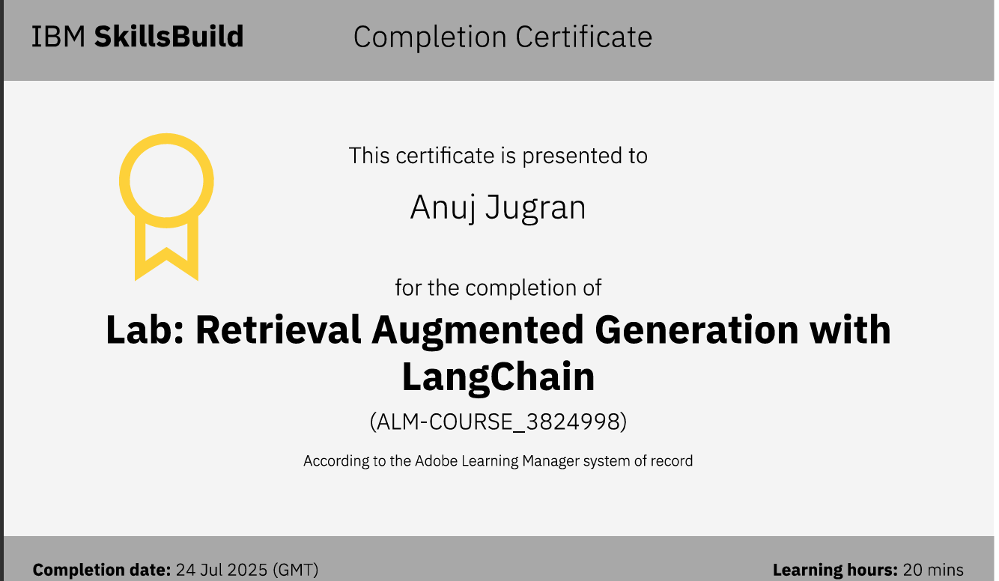 IBM SkillsBuild
Completion Certificate
This certificate is presented to
Anuj Jugran
for the completion of
Lab: Retrieval Augmented Generation with
LangChain
(ALM-COURSE_3824998)
According to the Adobe Learning Manager system of record
Completion date: 24 Jul 2025 (GMT)
Learning hours: 20 mins